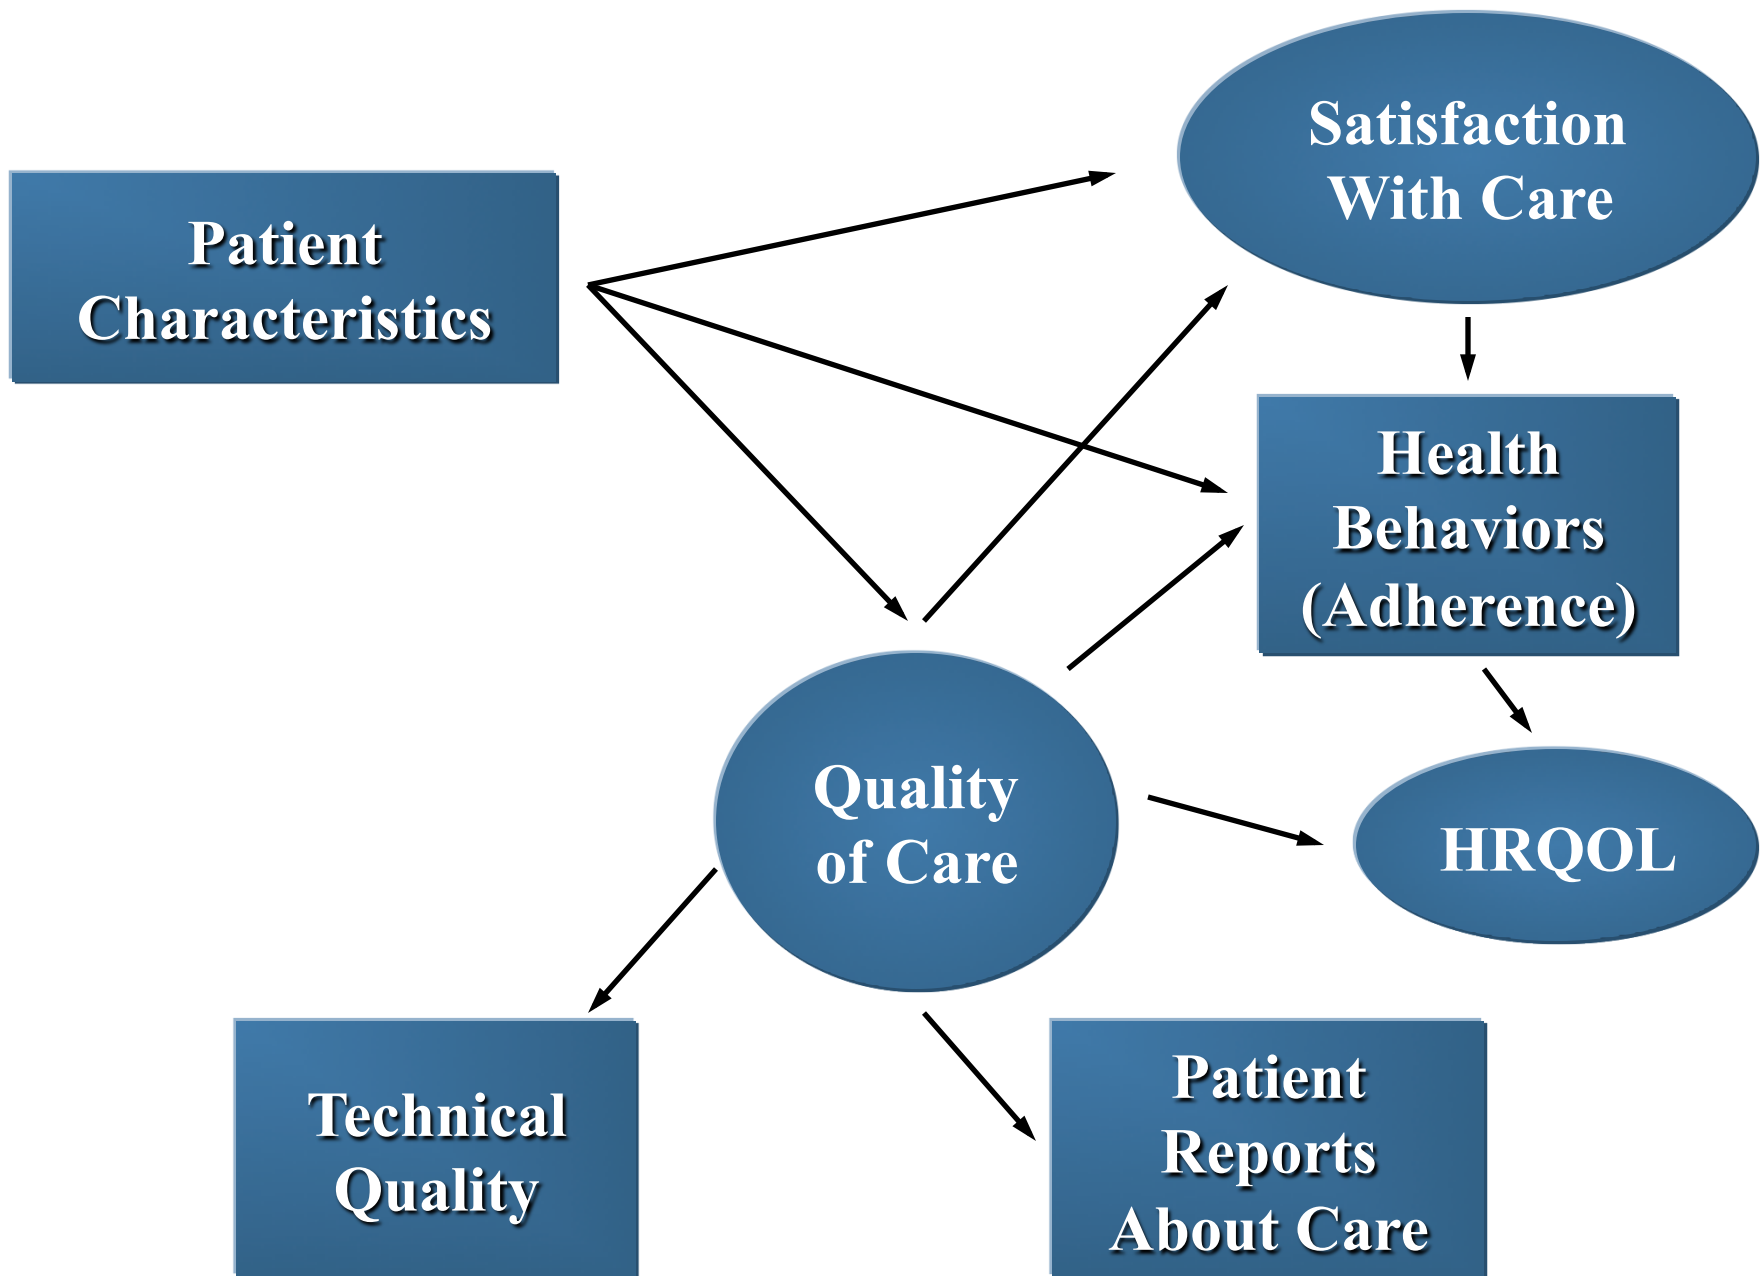 Satisfaction
With Care
Patient
Characteristics
Health
Behaviors
(Adherence)
Quality
of Care
HRQOL
Technical
Quality
Patient
Reports
About Care